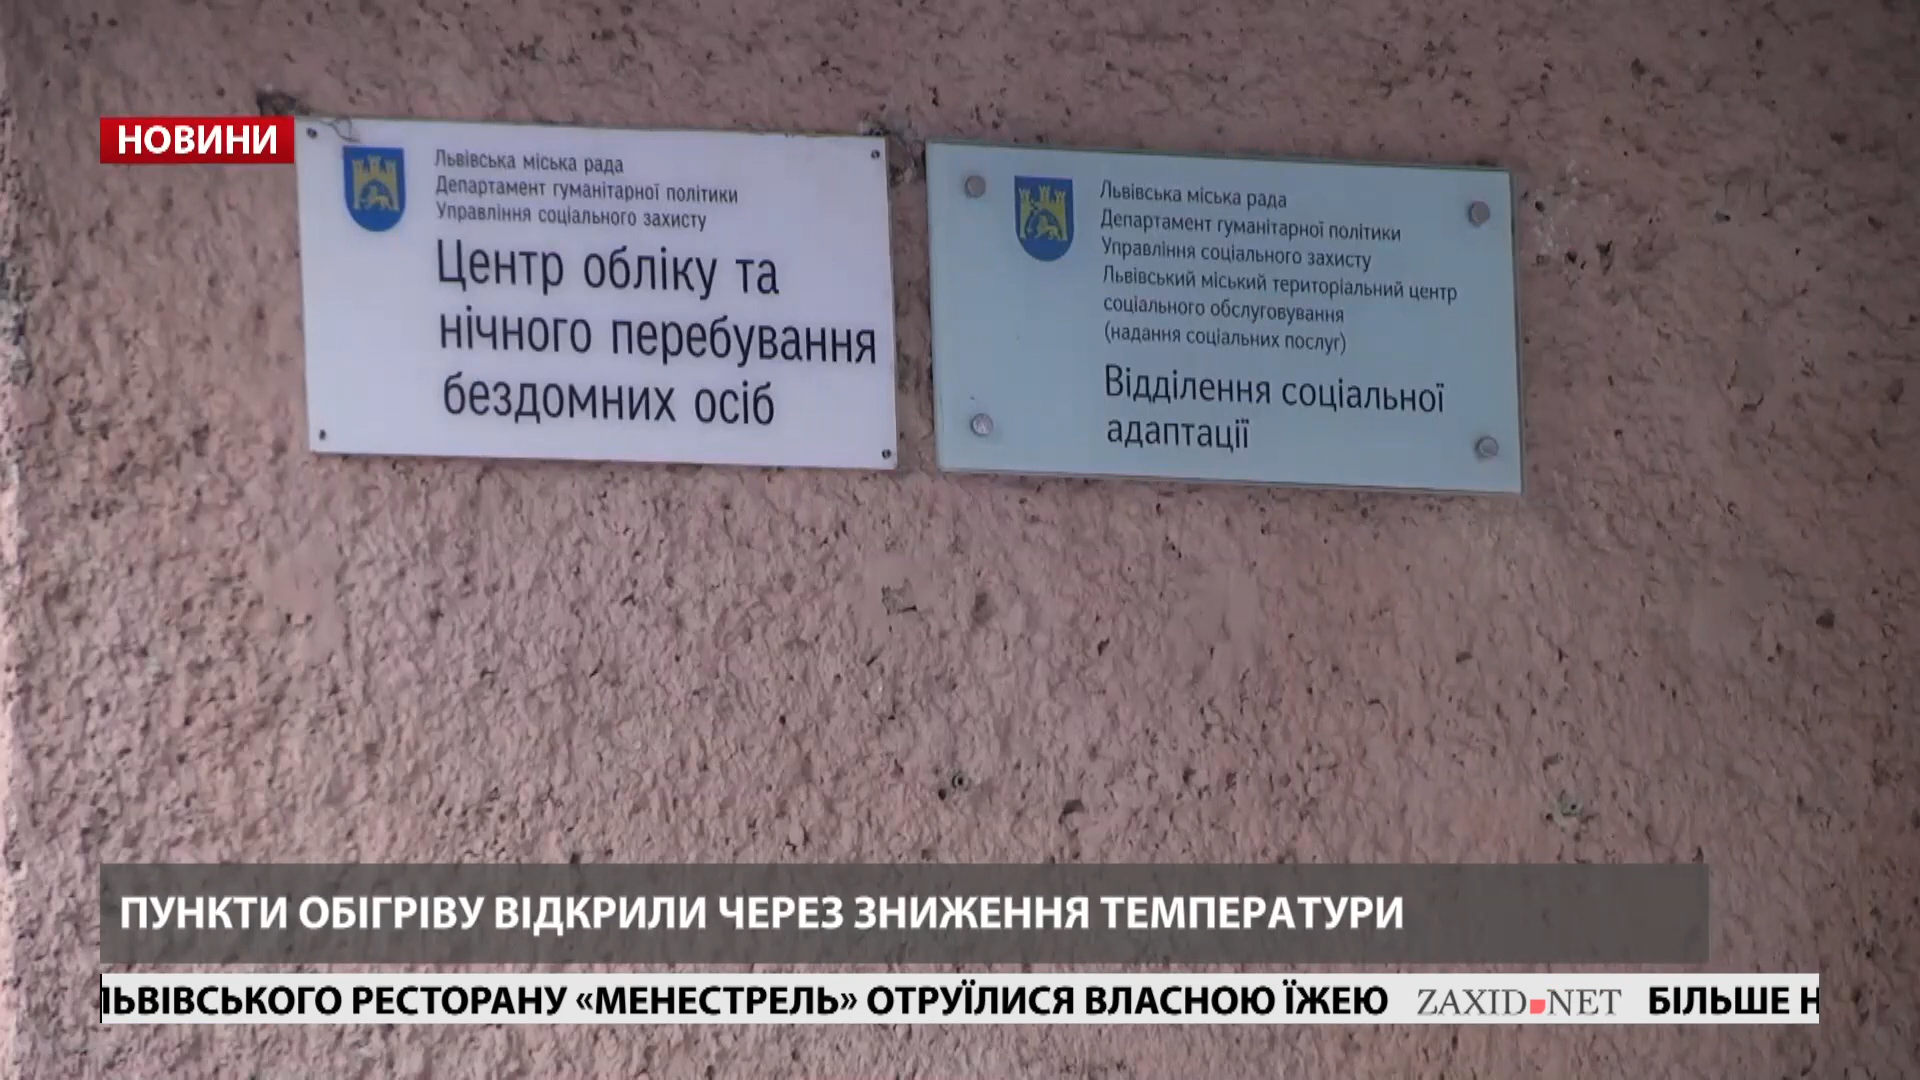 НОВИНИ
Львівська міська рада
Департамент гуманітарної політики
Управління соціального захисту
Центр обліку та
нічного перебування
бездомних осіб
Львівська міська рада
Департамент гуманітарної політики
Управління соціального захисту
Львівський міський територіальний центр
соціального обслуговування
(надання соціальних послуг)
Відділення соціальної
адаптації
ПУНКТИ ОБІГРІВУ ВІДКРИЛИ ЧЕРЕЗ ЗНИЖЕННЯ ТЕМПЕРАТУРИ
ЛЬВІВСЬКОГО РЕСТОРАНУ «МЕНЕСТРЕЛЬ» ОТРУЇЛИСЯ ВЛАСНОЮ ЇЖЕЮ ZAXID.NET БІЛЬШЕ Н